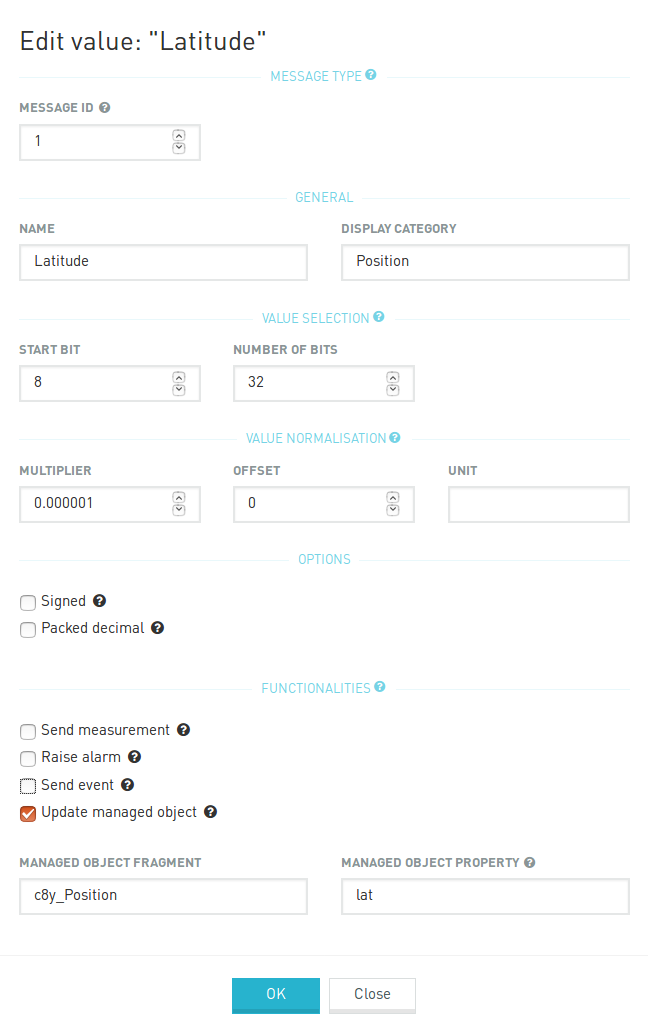 Edit value: "Latitude"
MESSAGE TYPE ?
MESSAGE ID ?
1
GENERAL
NAME DISPLAY CATEGORY
Latitude Position
VALUE SELECTION ?
START BIT NUMBER OF BITS
8 32
VALUE NORMALISATION ?
MULTIPLIER OFFSET UNIT
0.000001 0
OPTIONS
Signed ?
Packed decimal ?
FUNCTIONALITIES ?
Send measurement ?
Raise alarm ?
Send event ?
Update managed object ?
MANAGED OBJECT FRAGMENT MANAGED OBJECT PROPERTY ?
c8y_Position lat
OK Close